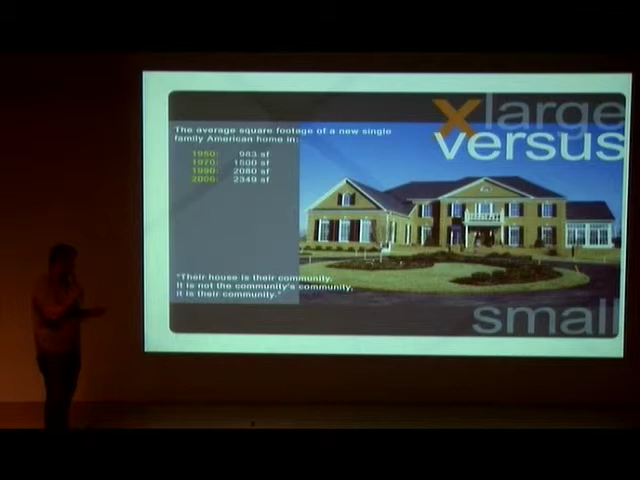 xlarge
versus
The average square footage of a new single
family American home in:
1950: 983 sf
1970: 1500 sf
1990: 2080 sf
2006: 2349 sf
"Their house is their community.
It is not the community's community,
it is their community."
small